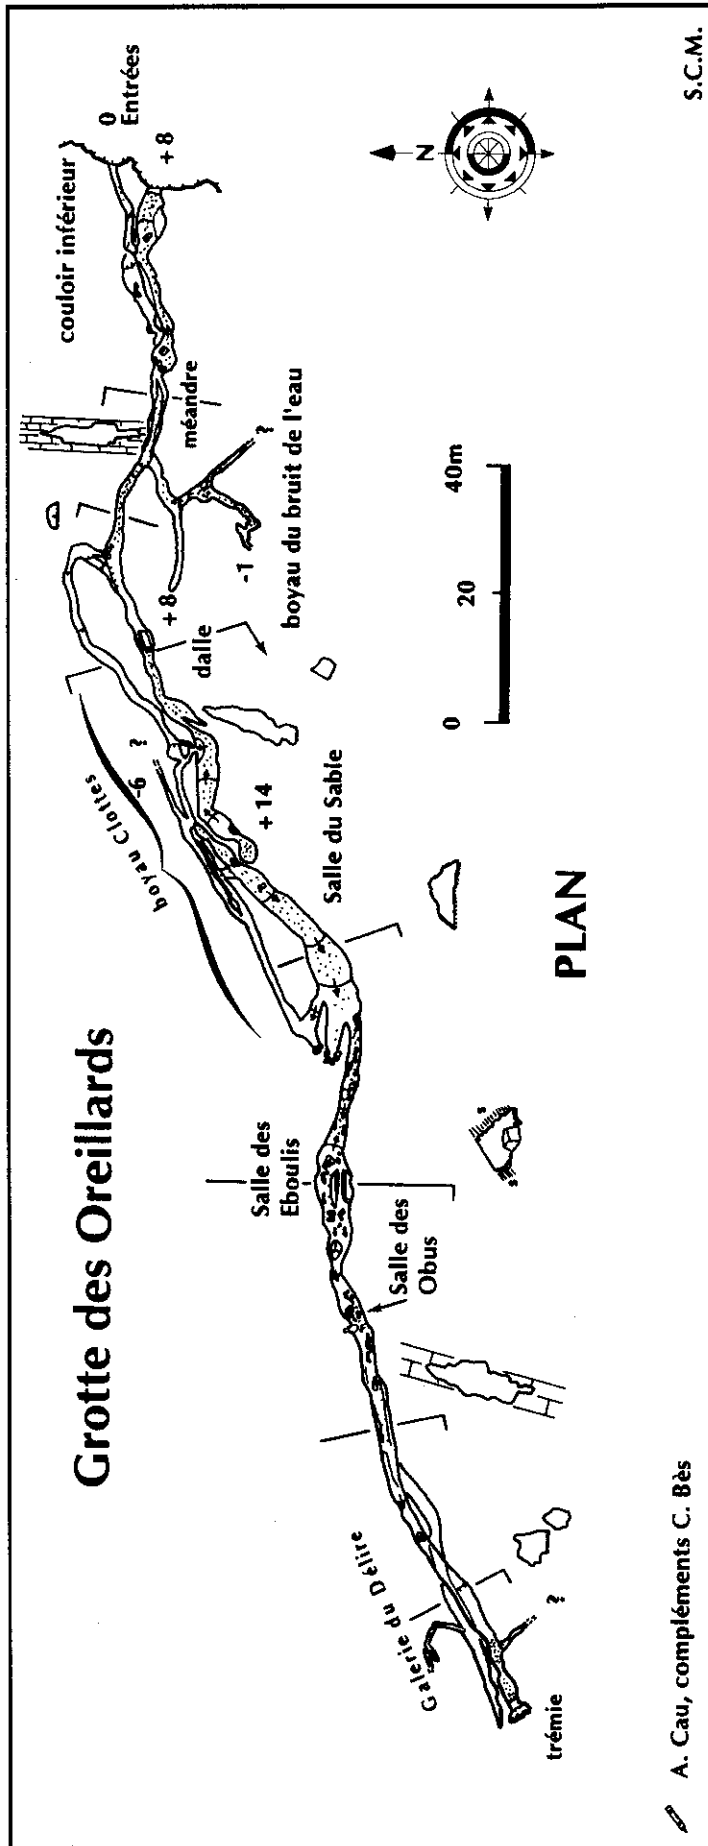 Grotte des Oreillards
0
Entrées
+8
couloir inférieur
méandre
?
boyau du bruit de l'eau
-1
+8
dalle
boyau Clottes
?
-6
+14
Salle du Sable
Salle des
Eboulis
Salle des
Obus
Galerie du Délire
?
trémie
N
0
20
40m
PLAN
A. Cau, compléments C. Bès
S.C.M.